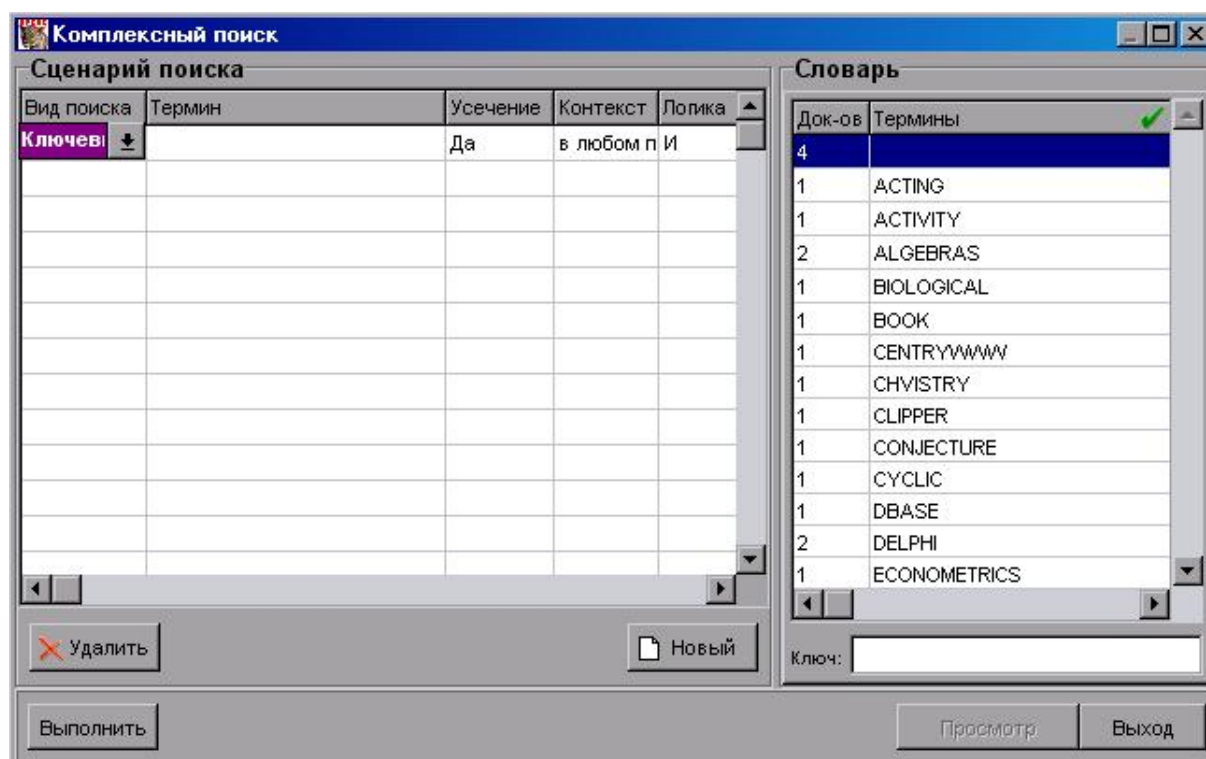 Комплексный поиск
Сценарий поиска
Вид поиска Термин Усечение Контекст Логика
Ключев Да в любом п И
Удалить Новый
Словарь
Док-ов Термины
4
1 ACTING
1 ACTIVITY
2 ALGEBRAS
1 BIOLOGICAL
1 BOOK
1 CENTRYWWW
1 CHVISTRY
1 CLIPPER
1 CONJECTURE
1 CYCLIC
1 DBASE
2 DELPHI
1 ECONOMETRICS
Ключ:
Выполнить Просмотр Выход